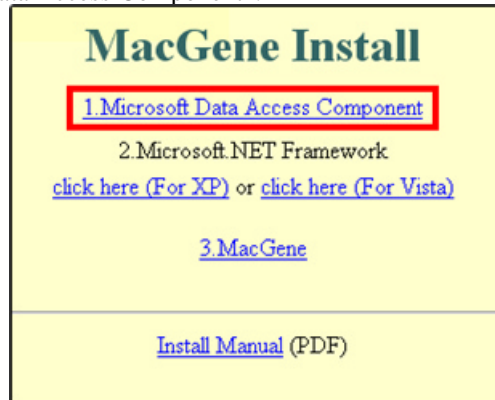 MacGene Install
1.Microsoft Data Access Component
2.Microsoft.NET Framework
click here (For XP) or click here (For Vista)
3.MacGene
Install Manual (PDF)